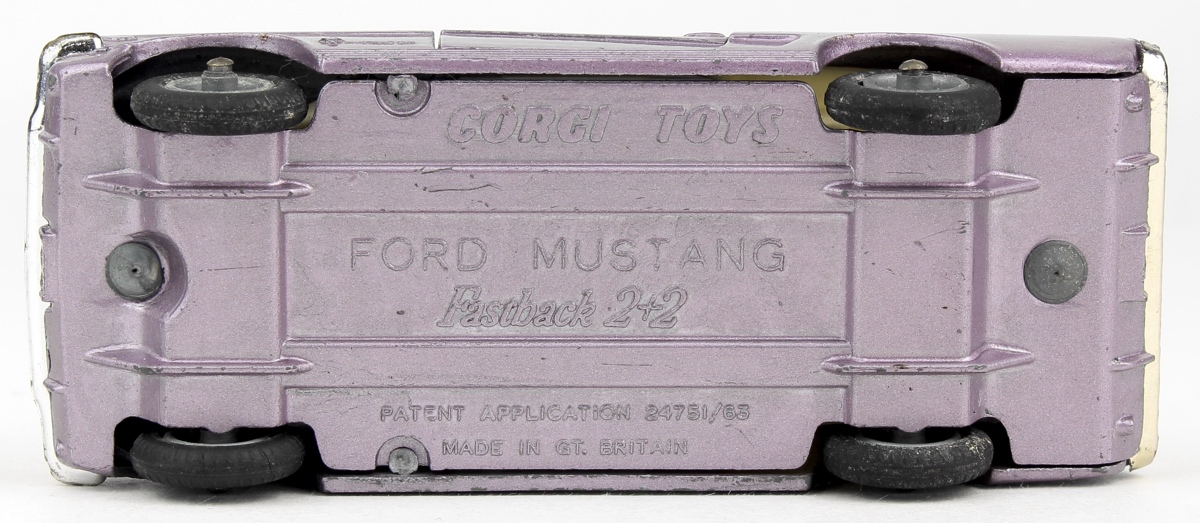 CORGI TOYS
FORD MUSTANG
Fastback 2+2
PATENT APPLICATION 24751/63
MADE IN GT. BRITAIN